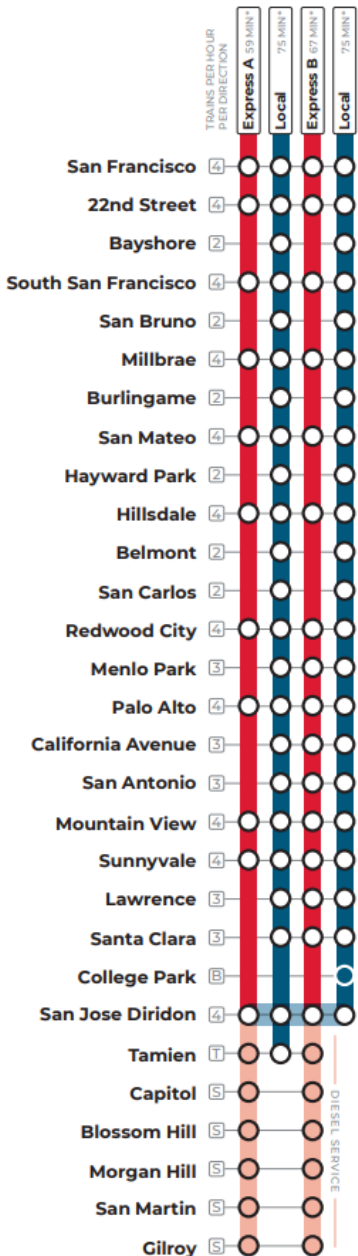 TRAINS PER HOUR
PER DIRECTION
Express A 59 MIN*
Local 75 MIN*
Express B 67 MIN*
Local 75 MIN*
San Francisco 4
22nd Street 4
Bayshore 2
South San Francisco 4
San Bruno 2
Millbrae 4
Burlingame 2
San Mateo 4
Hayward Park 2
Hillsdale 4
Belmont 2
San Carlos 2
Redwood City 4
Menlo Park 3
Palo Alto 4
California Avenue 3
San Antonio 3
Mountain View 4
Sunnyvale 4
Lawrence 3
Santa Clara 3
College Park B
San Jose Diridon 4
Tamien T
Capitol S
Blossom Hill S
Morgan Hill S
San Martin S
Gilroy S
DIESEL SERVICE